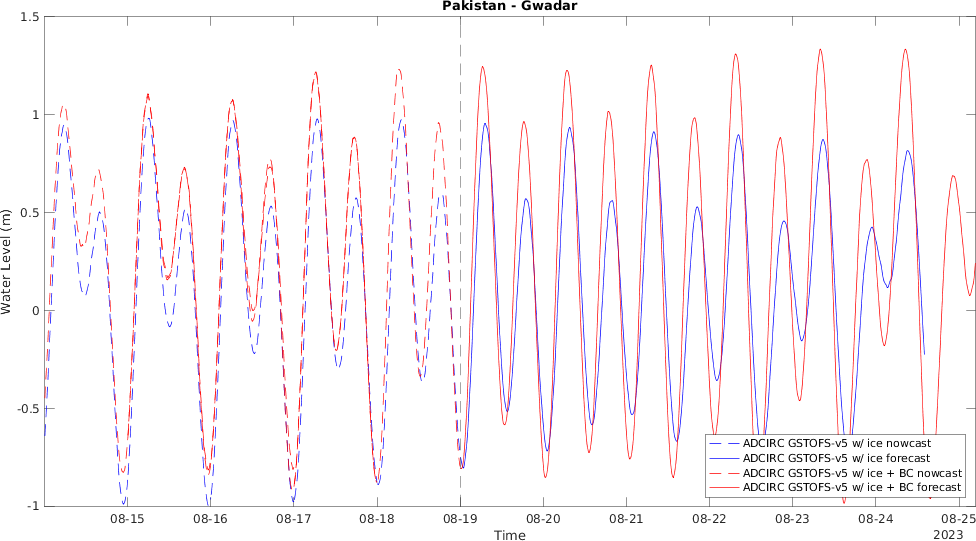 Pakistan - Gwadar
1.5
1
0.5
0
-0.5
-1
Water Level (m)
ADCIRC GSTOFS-v5 w/ ice nowcast
ADCIRC GSTOFS-v5 w/ ice forecast
ADCIRC GSTOFS-v5 w/ ice + BC nowcast
ADCIRC GSTOFS-v5 w/ ice + BC forecast
08-15 08-16 08-17 08-18 08-19 08-20 08-21 08-22 08-23 08-24 08-25
Time
2023